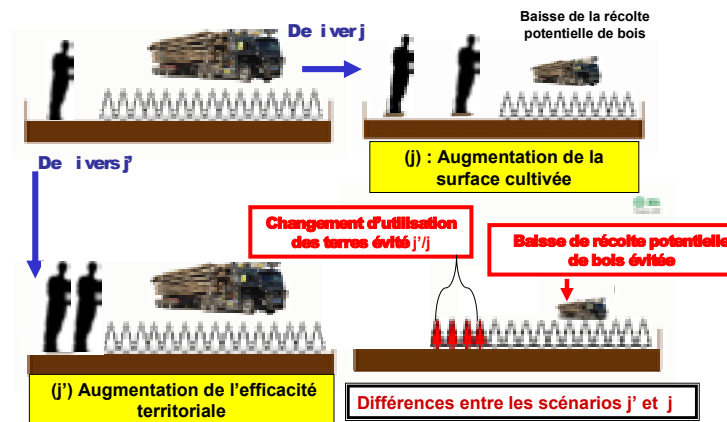 De i ver j
Baisse de la récolte
potentielle de bois
De i vers j'
(j) : Augmentation de la
surface cultivée
Changement d'utilisation
des terres évité j'/j
Baisse de récolte potentielle
de bois évitée
(j') Augmentation de l'efficacité
territoriale
Différences entre les scénarios j' et j